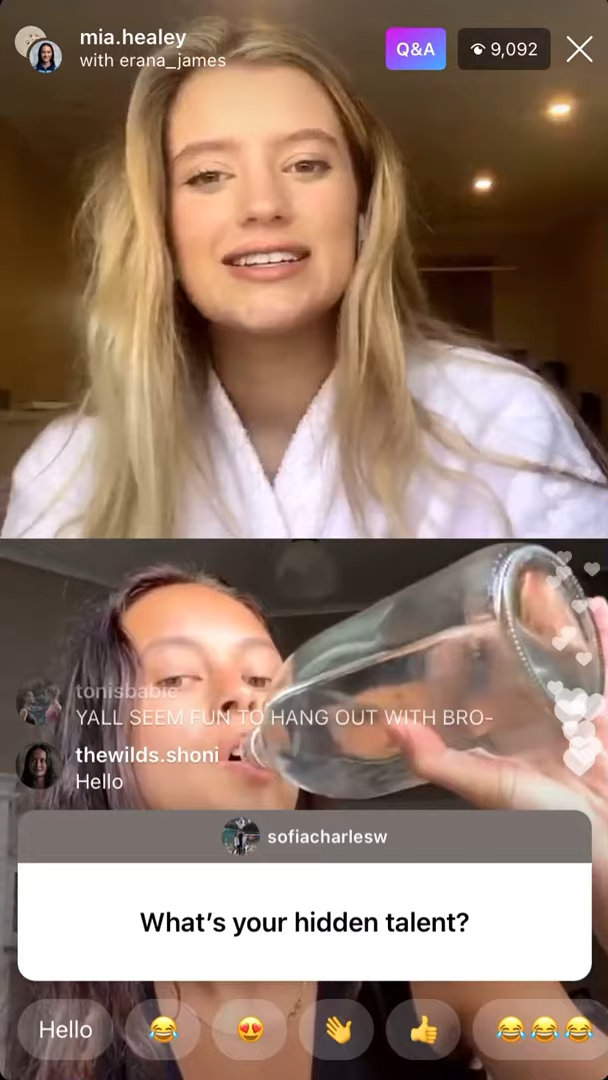 mia.healey
with erana_james
Q&A
9,092
tonisbabie
YALL SEEM FUN TO HANG OUT WITH BRO-
thewilds.shoni
Hello
sofiacharlesw
What's your hidden talent?
Hello